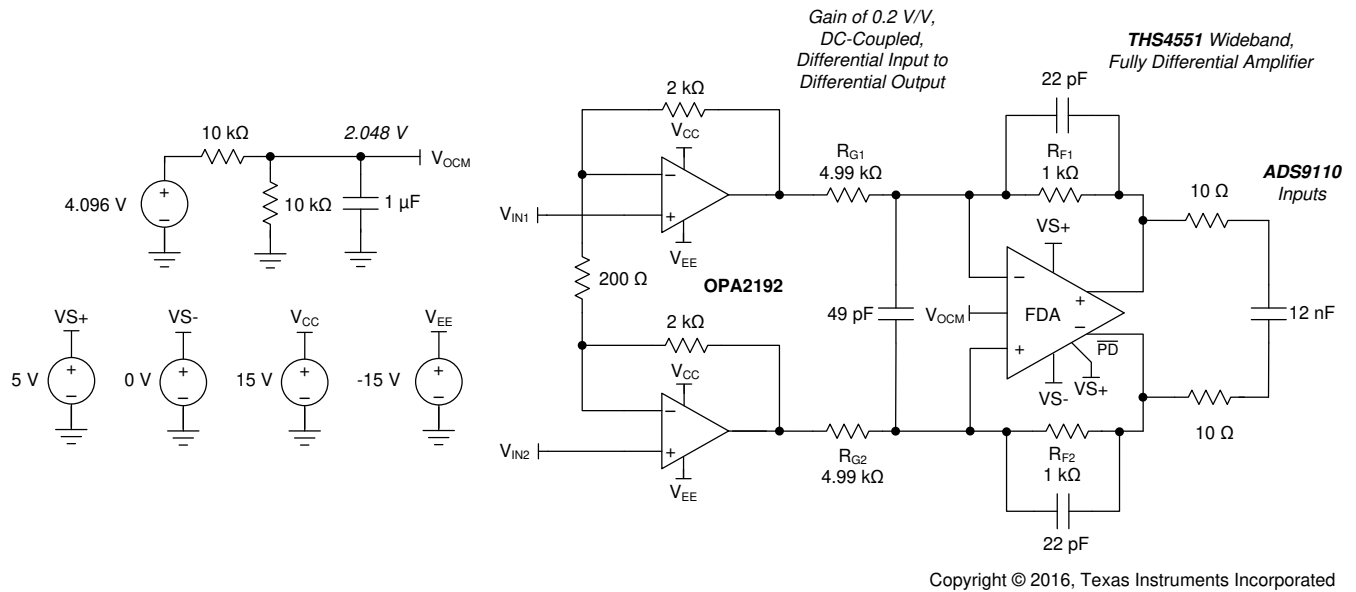 Gain of 0.2 V/V,
DC-Coupled,
Differential Input to
Differential Output
THS4551 Wideband,
Fully Differential Amplifier
10 kΩ
2.048 V
VOCM
4.096 V
10 kΩ
1 µF
VS+
5 V
VS-
0 V
VCC
15 V
VEE
-15 V
2 kΩ
VCC
VIN1
VEE
200 Ω
OPA2192
2 kΩ
VCC
VIN2
VEE
RG1
4.99 kΩ
49 pF
RG2
4.99 kΩ
22 pF
RF1
1 kΩ
VS+
VOCM
FDA
PD
VS-
VS+
RF2
1 kΩ
22 pF
ADS9110
Inputs
10 Ω
12 nF
10 Ω
Copyright © 2016, Texas Instruments Incorporated